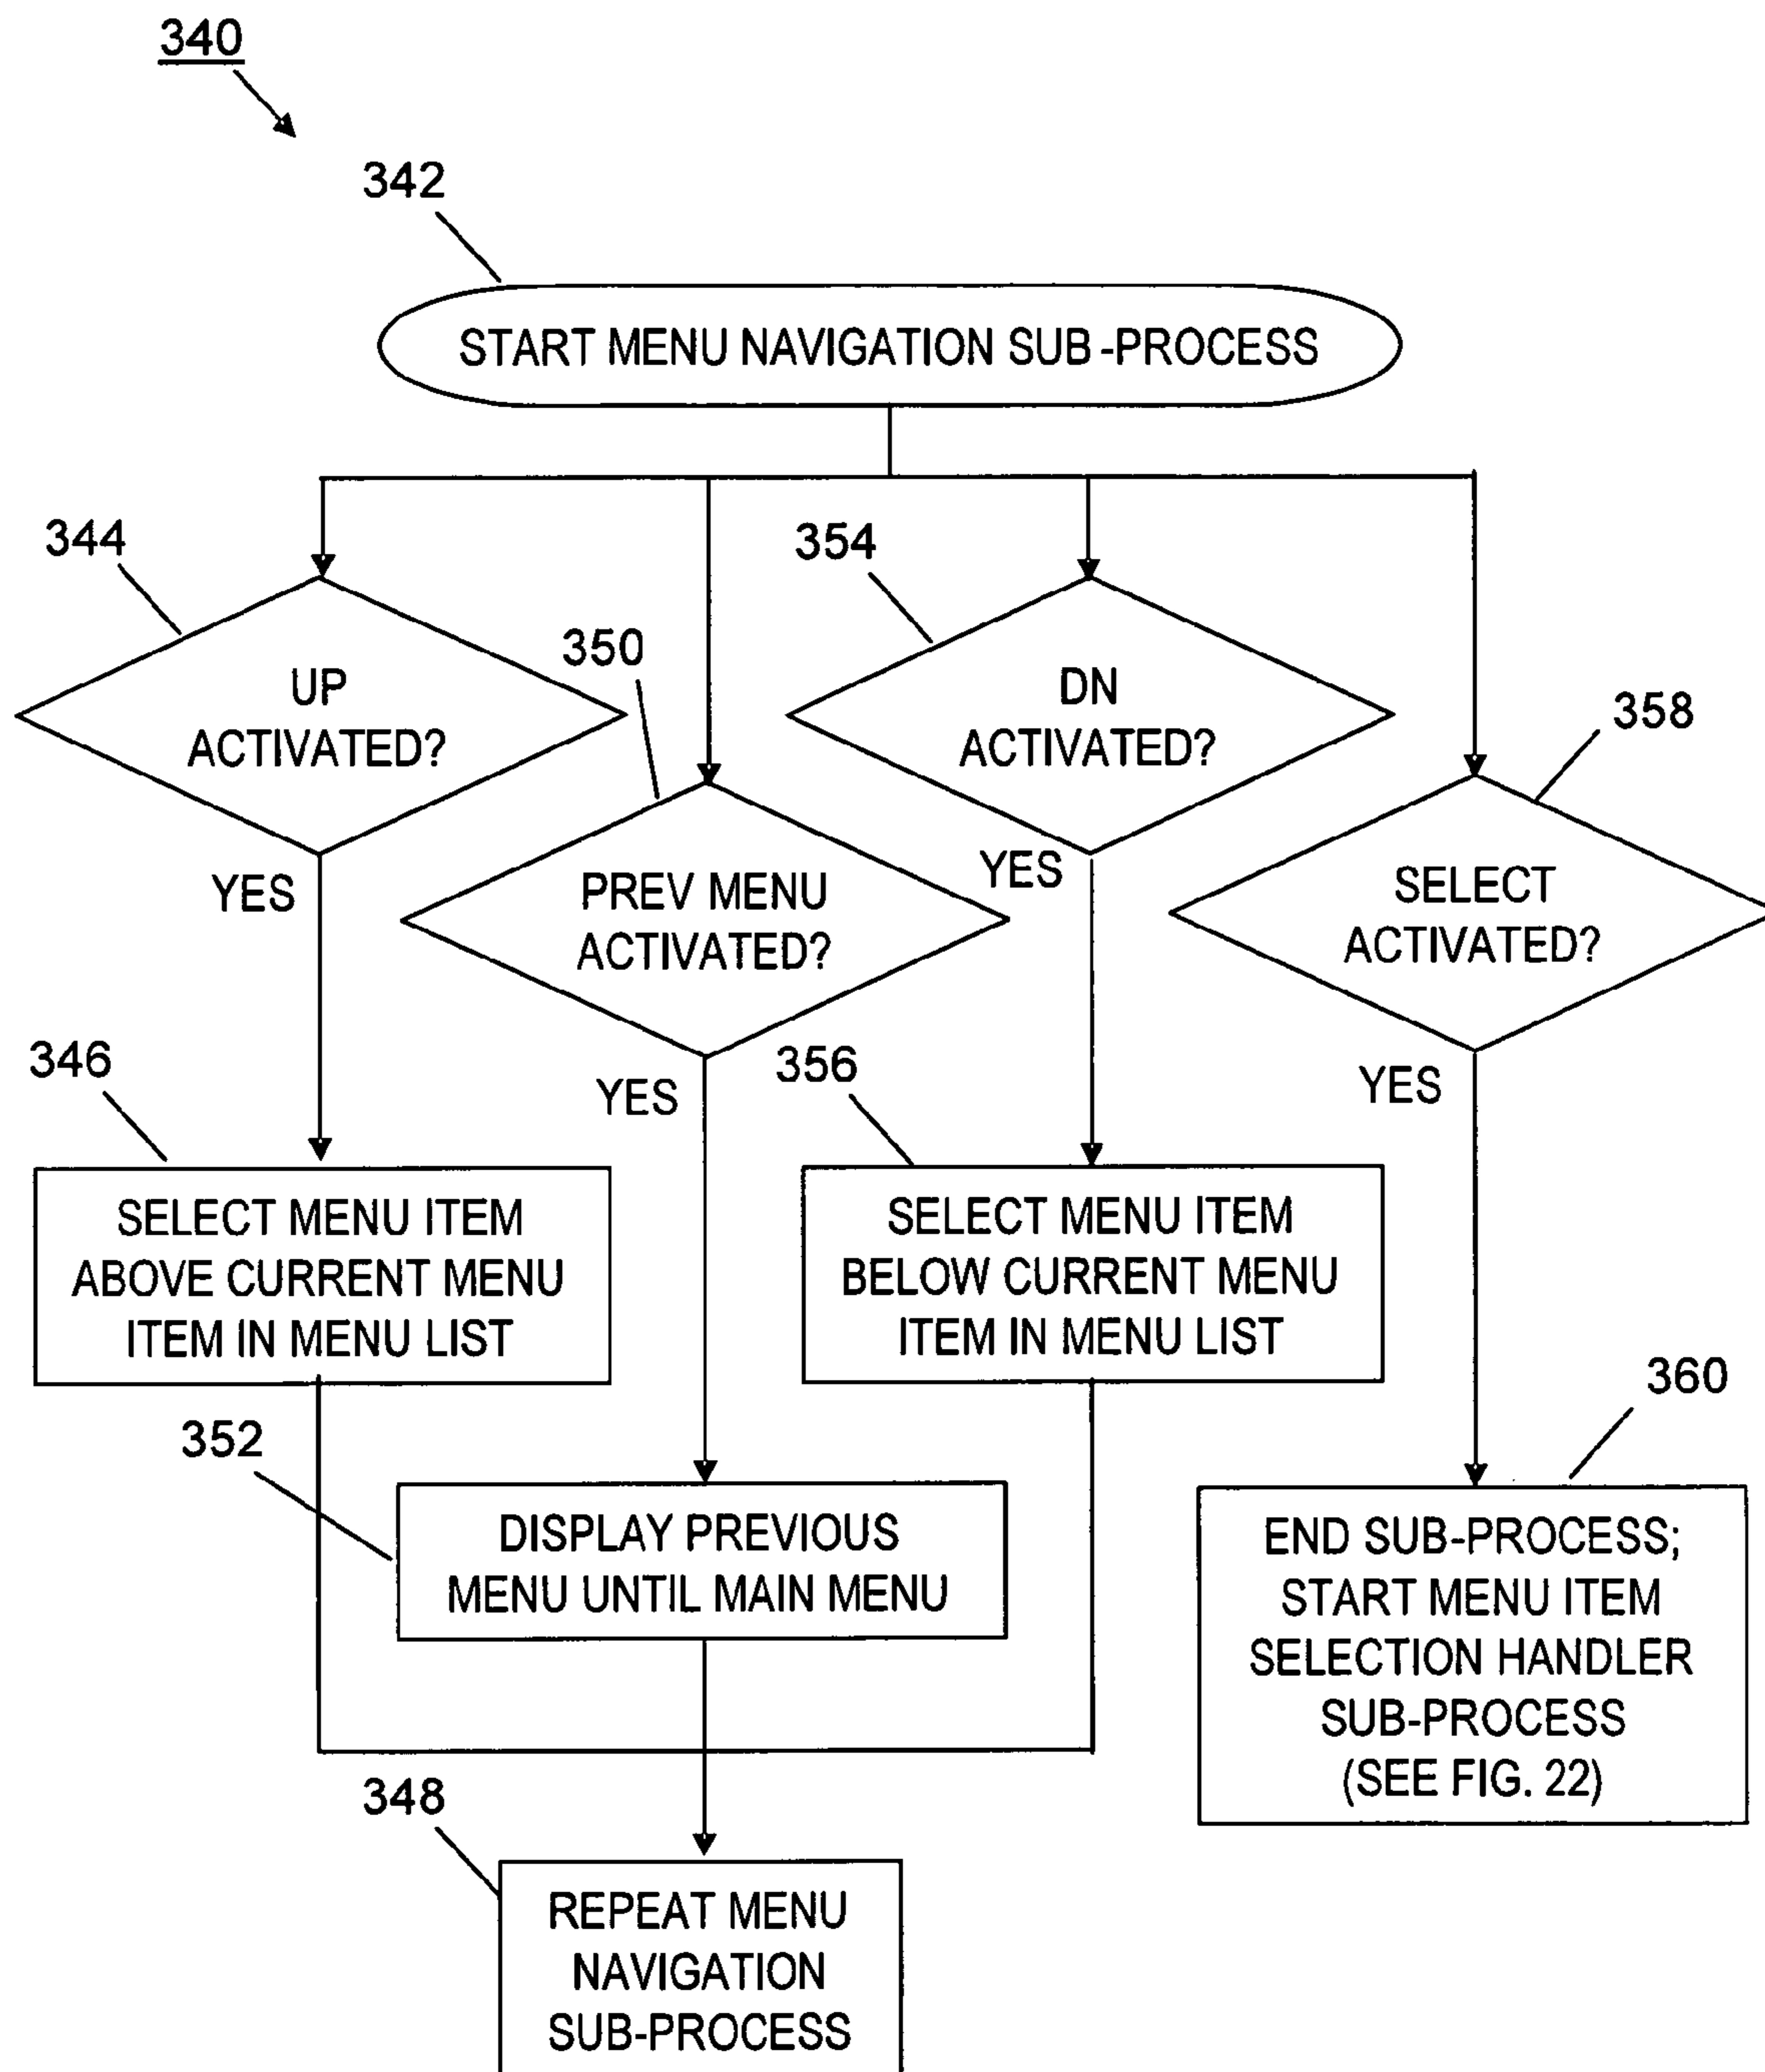 340
342
START MENU NAVIGATION SUB-PROCESS
344
354
UP
ACTIVATED?
350
DN
ACTIVATED?
358
YES
PREV MENU
ACTIVATED?
YES
SELECT
ACTIVATED?
346
YES
356
YES
SELECT MENU ITEM
ABOVE CURRENT MENU
ITEM IN MENU LIST
SELECT MENU ITEM
BELOW CURRENT MENU
ITEM IN MENU LIST
360
352
DISPLAY PREVIOUS
MENU UNTIL MAIN MENU
END SUB-PROCESS;
START MENU ITEM
SELECTION HANDLER
SUB-PROCESS
(SEE FIG. 22)
348
REPEAT MENU
NAVIGATION
SUB-PROCESS